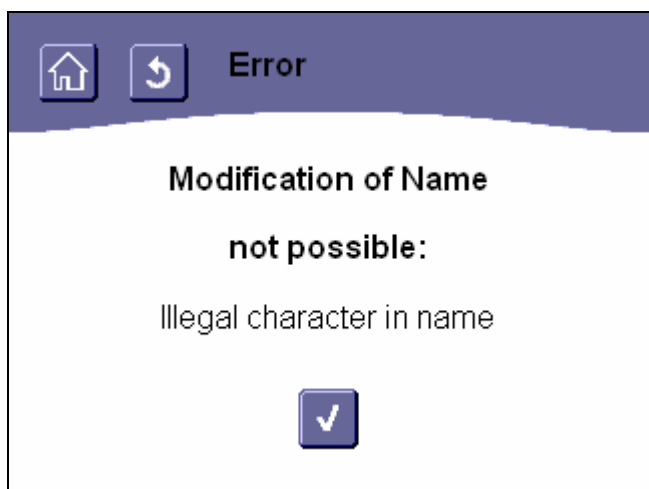 Error
Modification of Name
not possible:
Illegal character in name